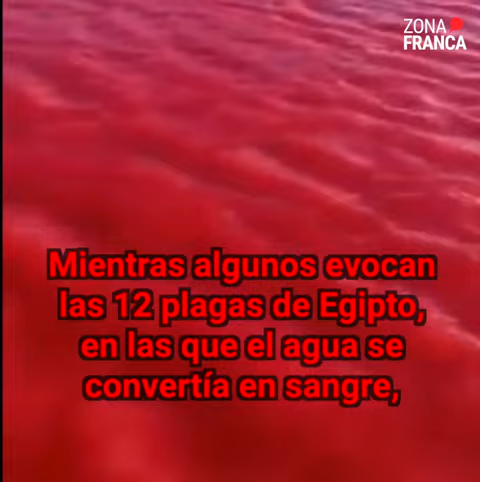 ZONA
FRANCA
Mientras algunos evocan
las 12 plagas de Egipto,
en las que el agua se
convertía en sangre,